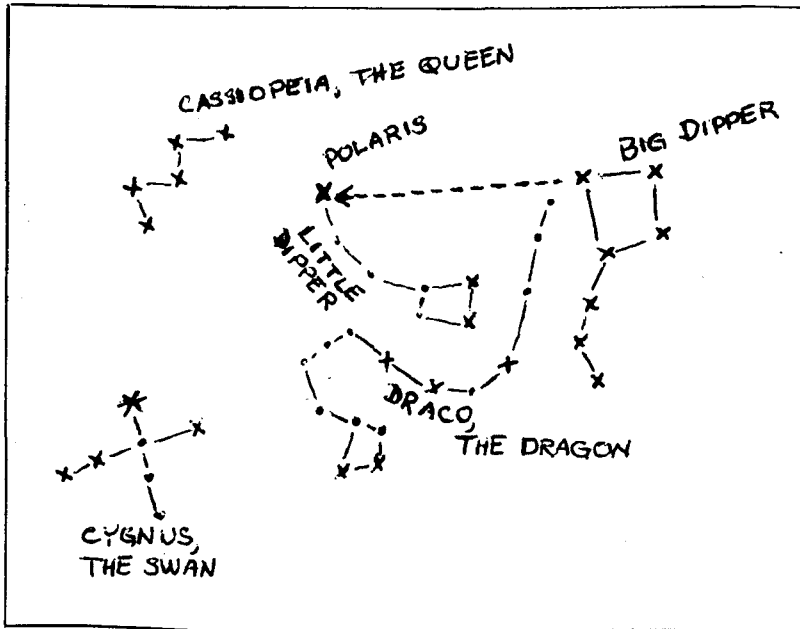 CASSIOPEIA, THE QUEEN
POLARIS
BIG DIPPER
LITTLE
DIPPER
DRACO,
THE DRAGON
CYGNUS,
THE SWAN